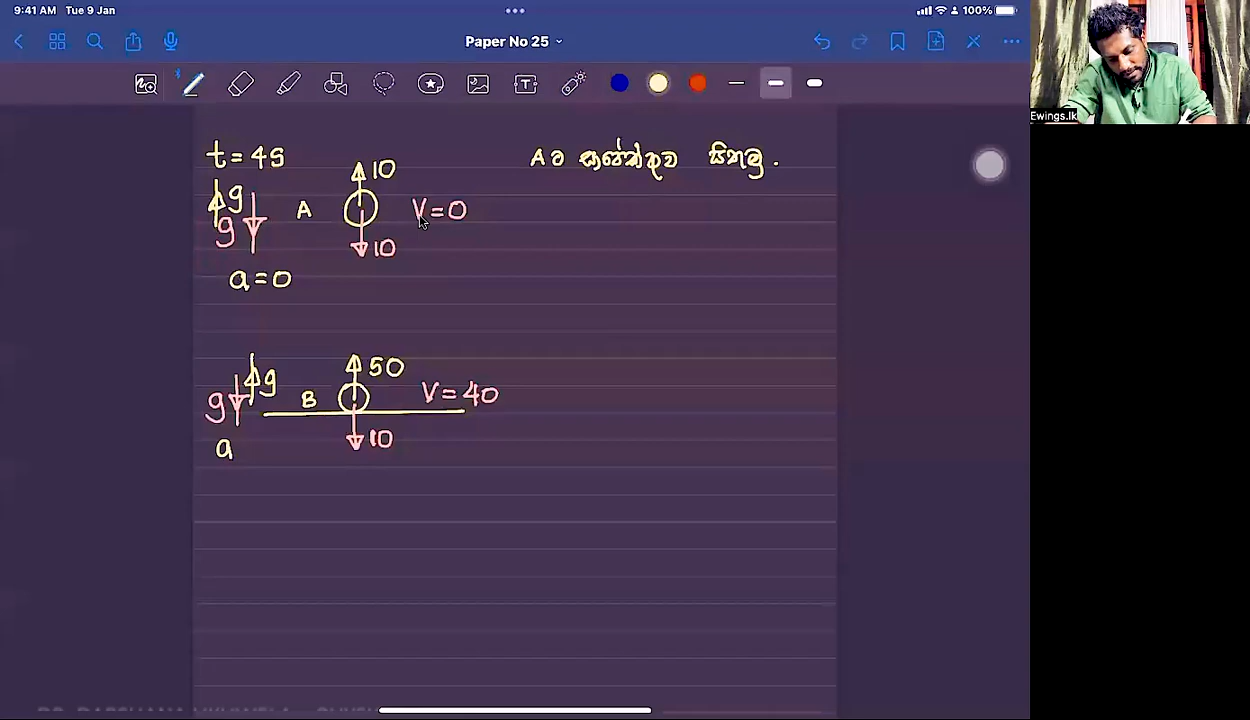 9:41 AM Tue 9 Jan
100%
Paper No 25
Ewings.lk
t = 4s
10
A ට සාපේක්ෂව සිතමු.
g
g
A
V = 0
10
a = 0
50
g
g
B
V = 40
10
a